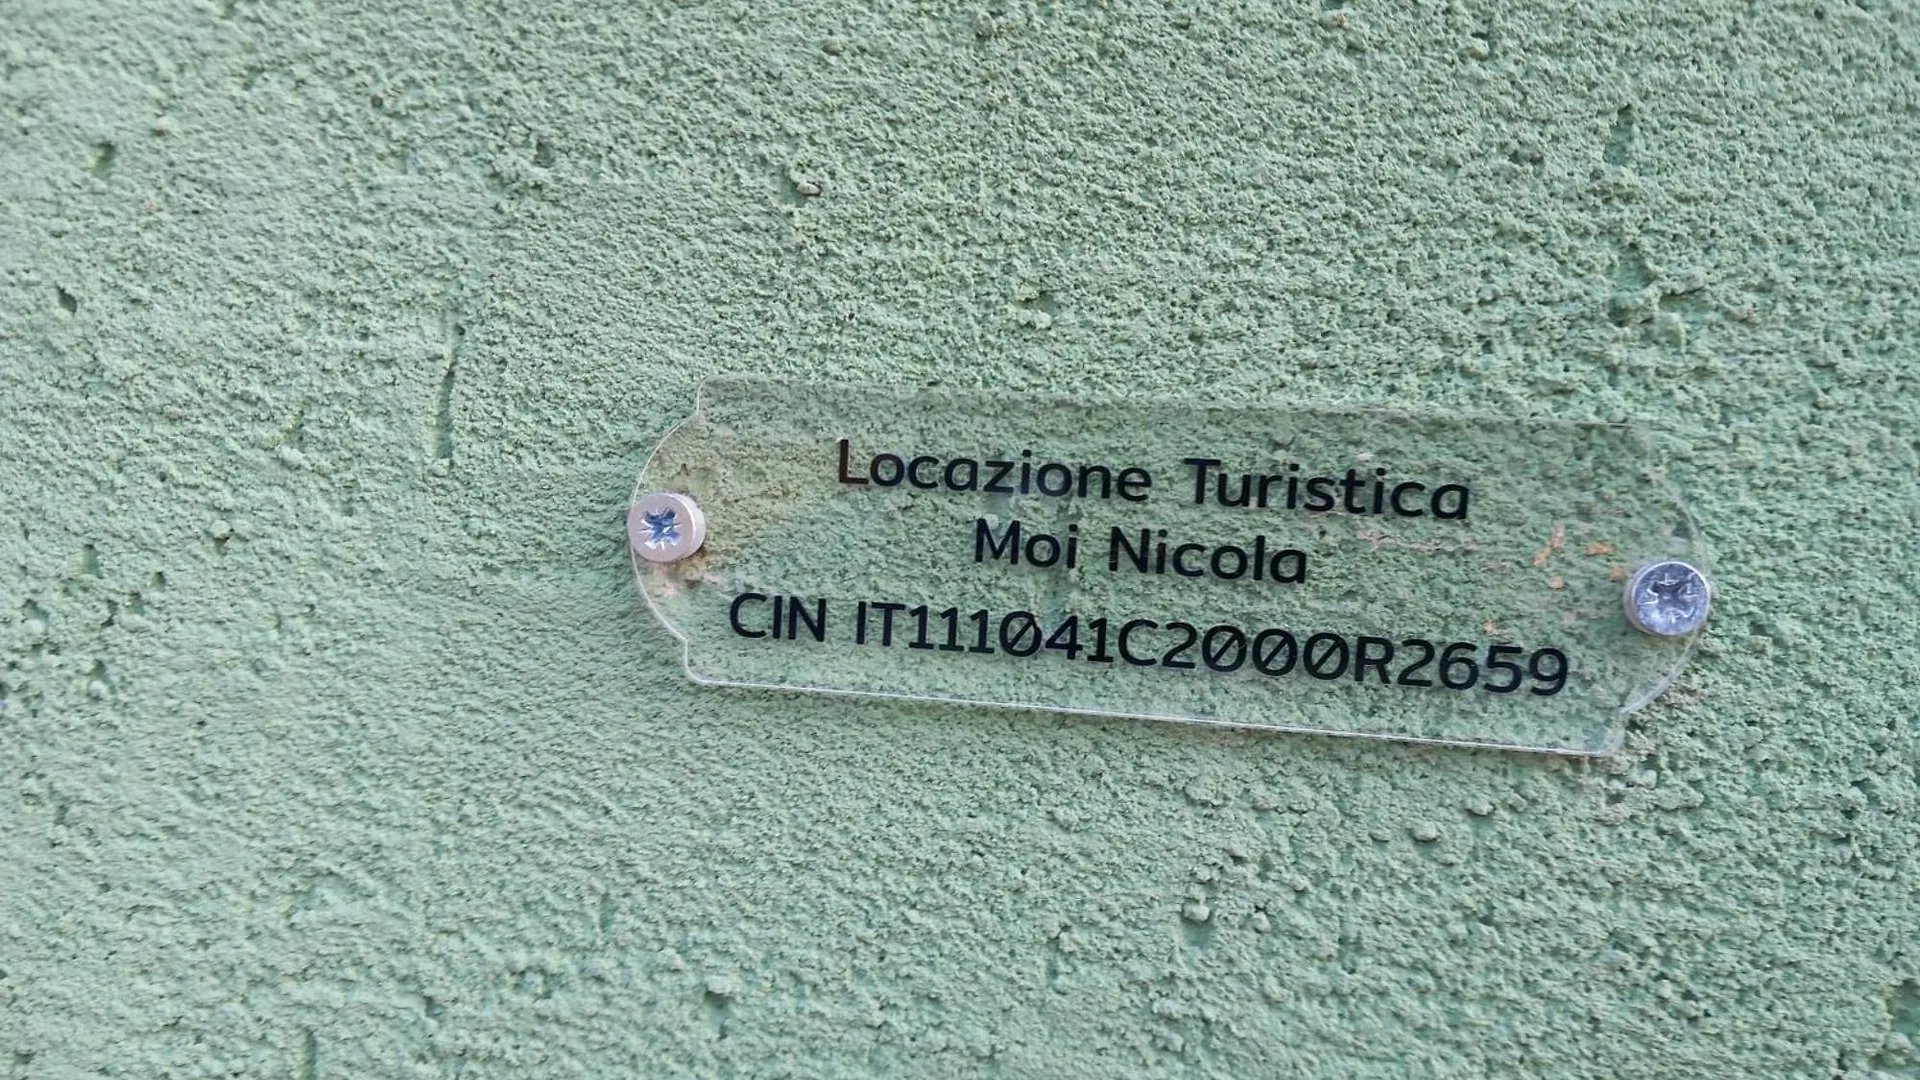 Locazione Turistica
Moi Nicola
CIN IT111041C2000R2659